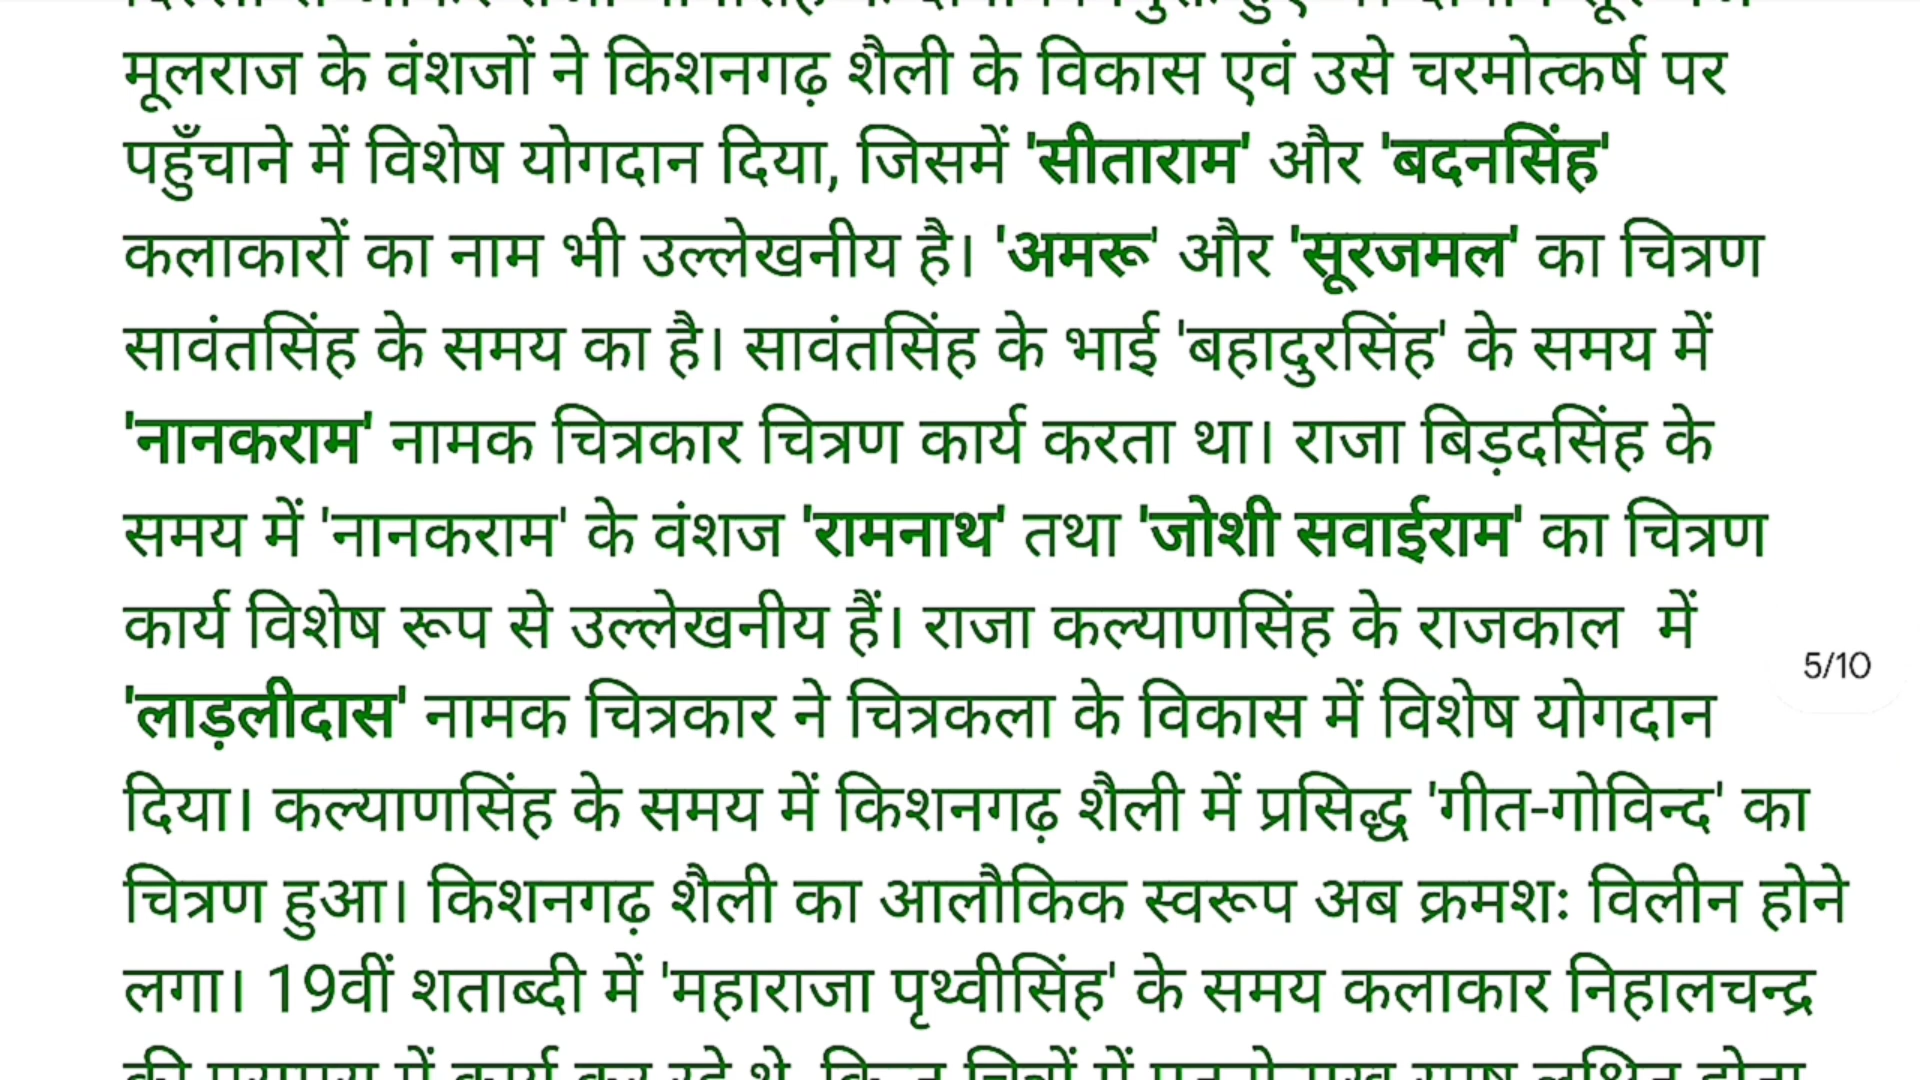 मूलराज के वंशजों ने किशनगढ़ शैली के विकास एवं उसे चरमोत्कर्ष पर
पहुँचाने में विशेष योगदान दिया, जिसमें 'सीताराम' और 'बदनसिंह'
कलाकारों का नाम भी उल्लेखनीय है। 'अमरू' और 'सूरजमल' का चित्रण
सावंतसिंह के समय का है। सावंतसिंह के भाई 'बहादुरसिंह' के समय में
'नानकराम' नामक चित्रकार चित्रण कार्य करता था। राजा बिड़दसिंह के
समय में 'नानकराम' के वंशज 'रामनाथ' तथा 'जोशी सवाईराम' का चित्रण
कार्य विशेष रूप से उल्लेखनीय हैं। राजा कल्याणसिंह के राजकाल में
5/10
'लाड़लीदास' नामक चित्रकार ने चित्रकला के विकास में विशेष योगदान
दिया। कल्याणसिंह के समय में किशनगढ़ शैली में प्रसिद्ध 'गीत-गोविन्द' का
चित्रण हुआ। किशनगढ़ शैली का आलौकिक स्वरूप अब क्रमशः विलीन होने
लगा। 19वीं शताब्दी में 'महाराजा पृथ्वीसिंह' के समय कलाकार निहालचन्द्र